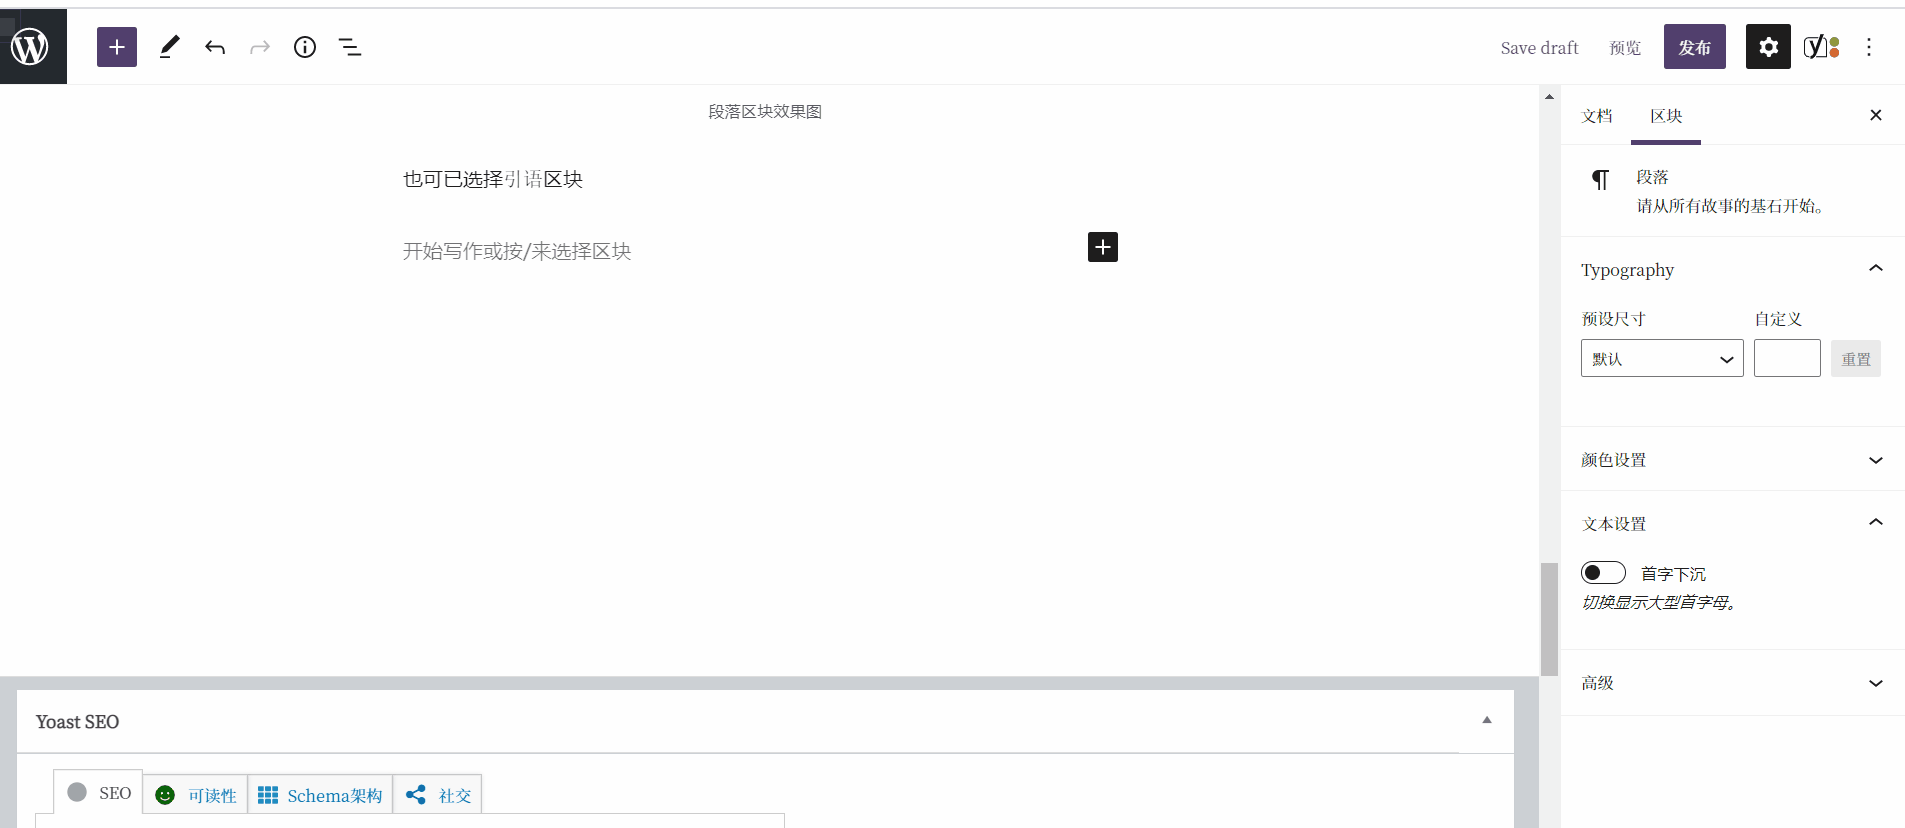 Save draft 预览 发布
段落区块效果图
也可已选择引语区块
开始写作或按/来选择区块
文档 区块
段落
请从所有故事的基石开始。
Typography
预设尺寸 自定义
默认 重置
颜色设置
文本设置
首字下沉
切换显示大型首字母。
高级
Yoast SEO
SEO 可读性 Schema架构 社交